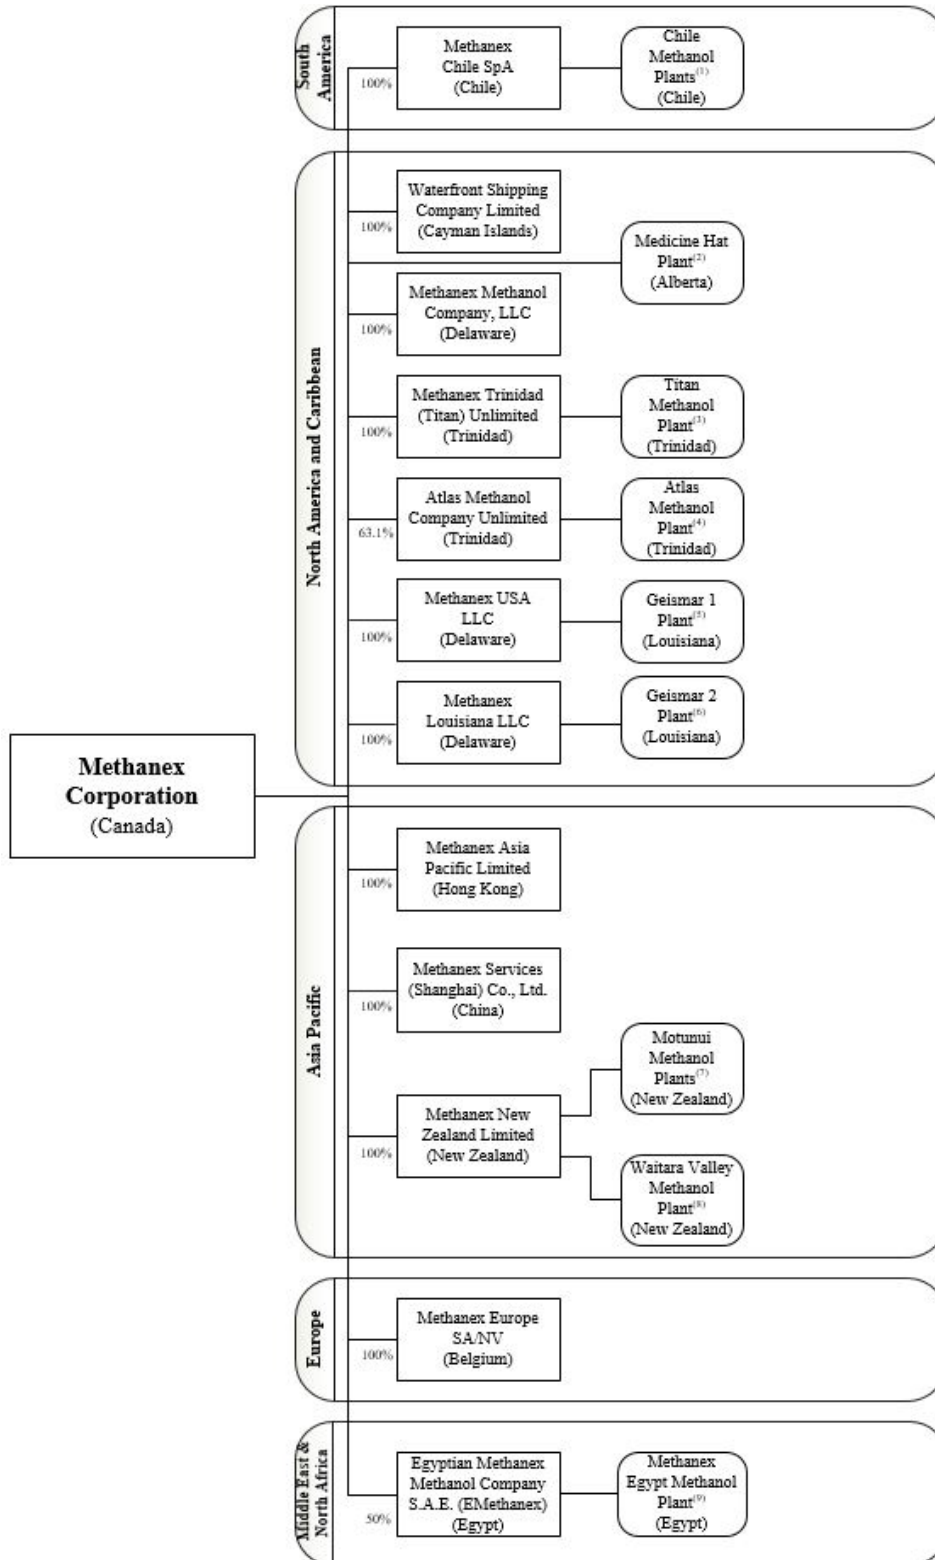 South
America
Methanex
Chile SpA
(Chile)
100%
Chile
Methanol
Plants(1)
(Chile)
North America and Caribbean
Waterfront Shipping
Company Limited
(Cayman Islands)
100%
Medicine Hat
Plant(2)
(Alberta)
Methanex Methanol
Company, LLC
(Delaware)
100%
Methanex Trinidad
(Titan) Unlimited
(Trinidad)
100%
Titan
Methanol
Plant(3)
(Trinidad)
Atlas Methanol
Company Unlimited
(Trinidad)
63.1%
Atlas
Methanol
Plant(4)
(Trinidad)
Methanex USA
LLC
(Delaware)
100%
Geismar 1
Plant(5)
(Louisiana)
Methanex
Louisiana LLC
(Delaware)
100%
Geismar 2
Plant(6)
(Louisiana)
Methanex
Corporation
(Canada)
Asia Pacific
Methanex Asia
Pacific Limited
(Hong Kong)
100%
Methanex Services
(Shanghai) Co., Ltd.
(China)
100%
Methanex New
Zealand Limited
(New Zealand)
100%
Motunui
Methanol
Plants(7)
(New Zealand)
Waitara Valley
Methanol
Plant(8)
(New Zealand)
Europe
Methanex Europe
SA/NV
(Belgium)
100%
Middle East &
North Africa
Egyptian Methanex
Methanol Company
S.A.E. (EMethanex)
(Egypt)
50%
Methanex
Egypt Methanol
Plant(9)
(Egypt)